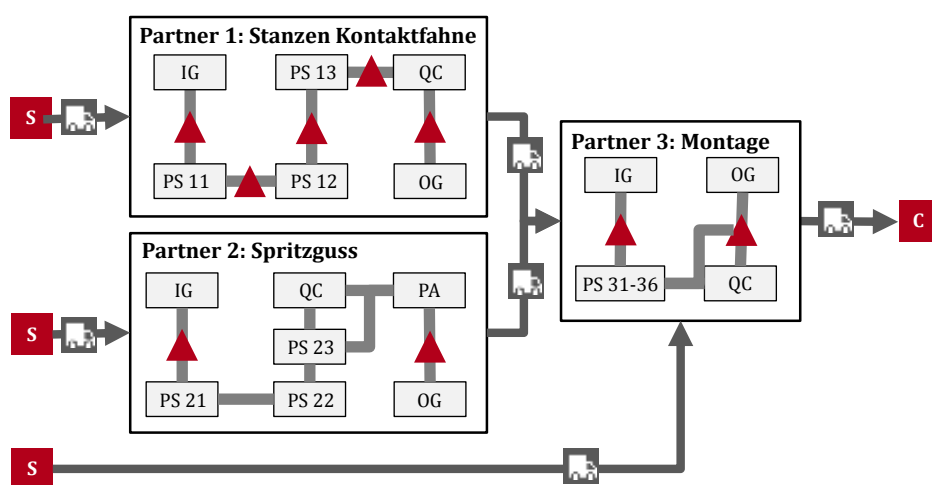 Partner 1: Stanzen Kontaktfahne
IG
PS 13
QC
S
PS 11
PS 12
OG
Partner 3: Montage
IG
OG
PS 31-36
QC
C
Partner 2: Spritzguss
IG
QC
PA
S
PS 23
PS 21
PS 22
OG
S